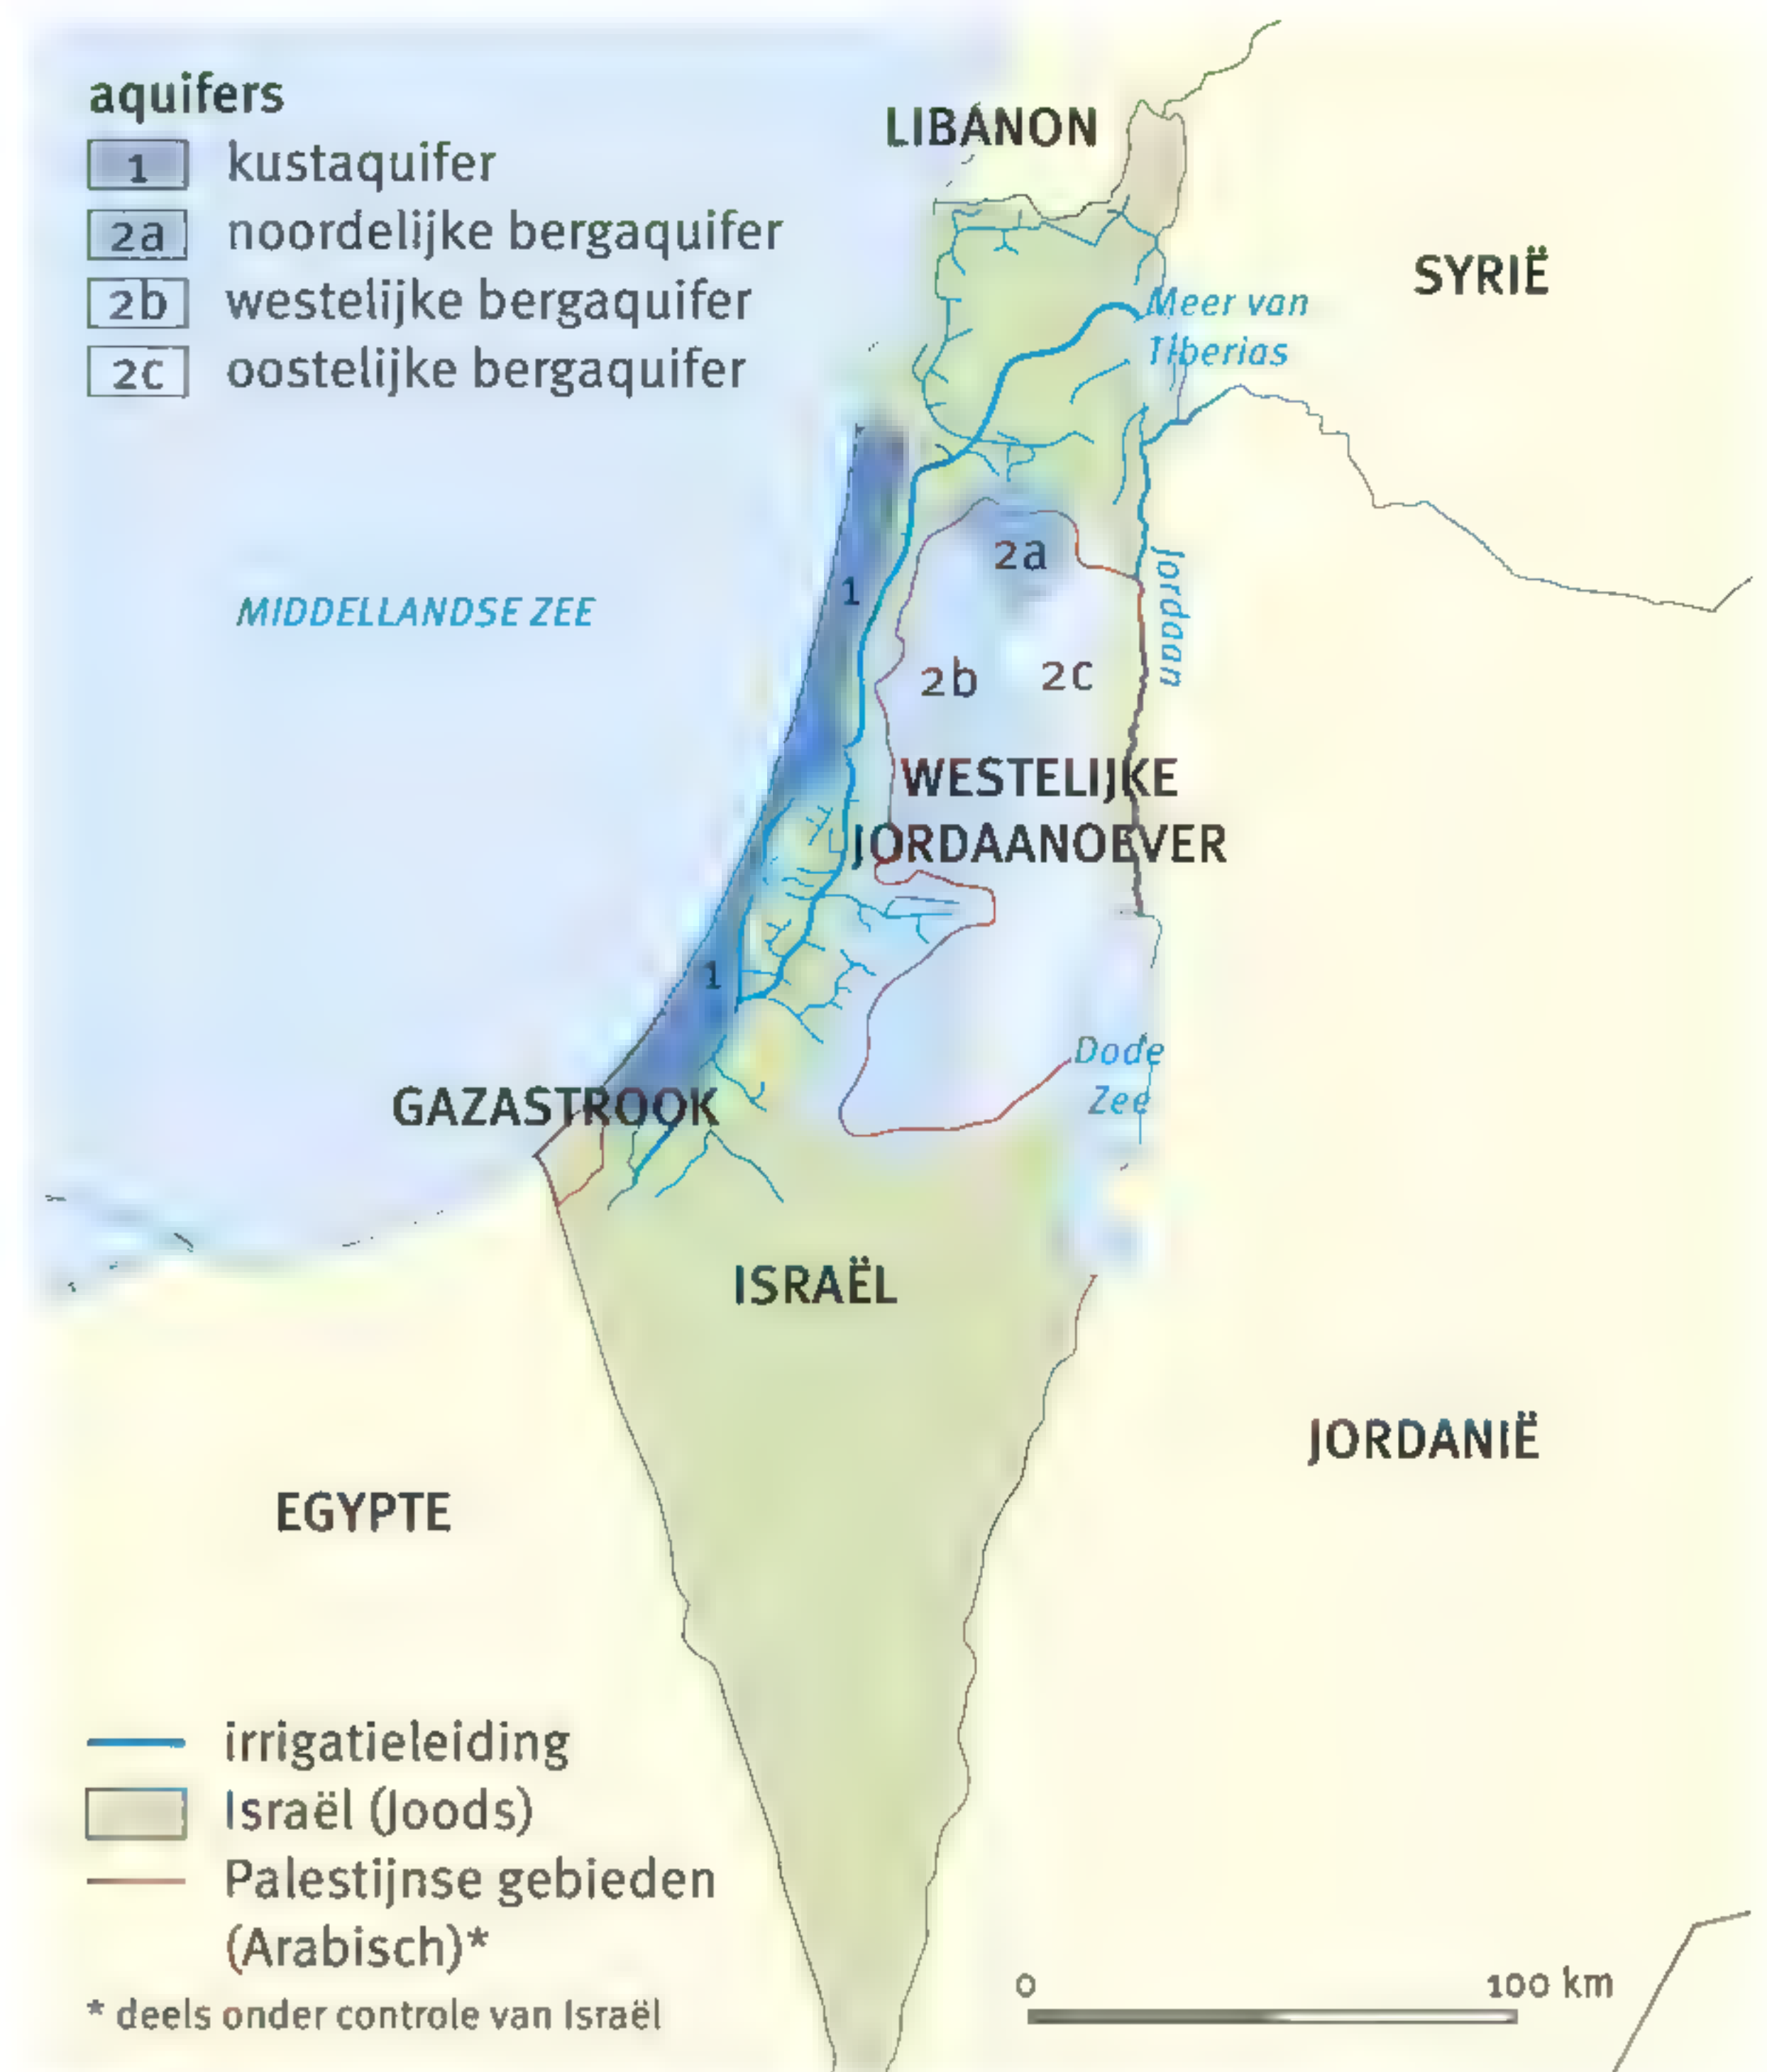 aquifers
1 kustaquifer
2a noordelijke bergaquifer
2b westelijke bergaquifer
2c oostelijke bergaquifer
LIBANON
SYRIË
Meer van
Tiberias
MIDDELLANDSE ZEE
1
2a
Jordaan
2b
2c
WESTELIJKE
JORDAANOEVER
1
Dode
Zee
GAZASTROOK
ISRAËL
JORDANIË
EGYPTE
irrigatieleiding
Israël (Joods)
Palestijnse gebieden
(Arabisch)*
* deels onder controle van Israël
0 100 km